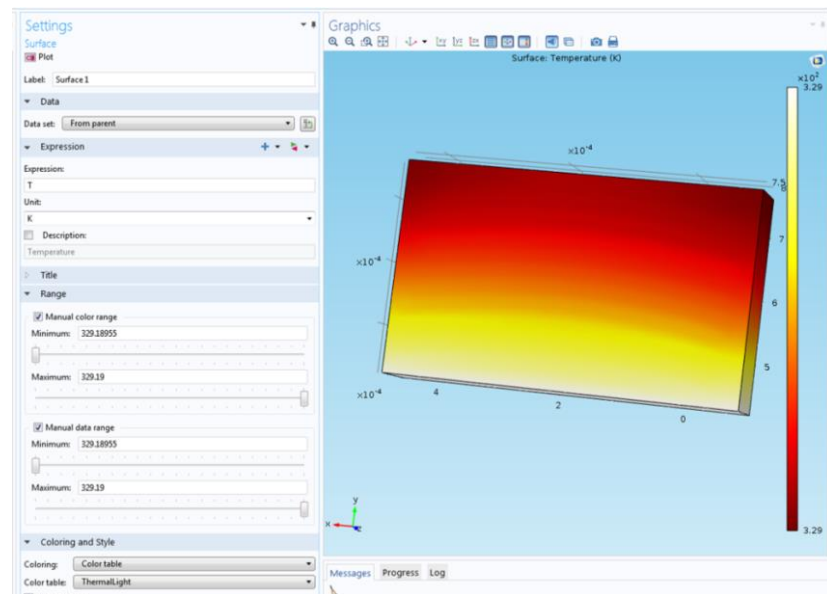 Settings
Surface
Plot
Label: Surface 1
Data
Data set: From parent
Expression
Expression:
T
Unit:
K
Description:
Temperature
Title
Range
Manual color range
Minimum: 329.18955
Maximum: 329.19
Manual data range
Minimum: 329.18955
Maximum: 329.19
Coloring and Style
Coloring: Color table
Color table: ThermalLight
Graphics
Surface: Temperature (K)
×10²
3.29
×10⁻⁴
7.5
8
7
×10⁻⁴
6
5
×10⁻⁴
4
2
0
y
x
3.29
Messages Progress Log